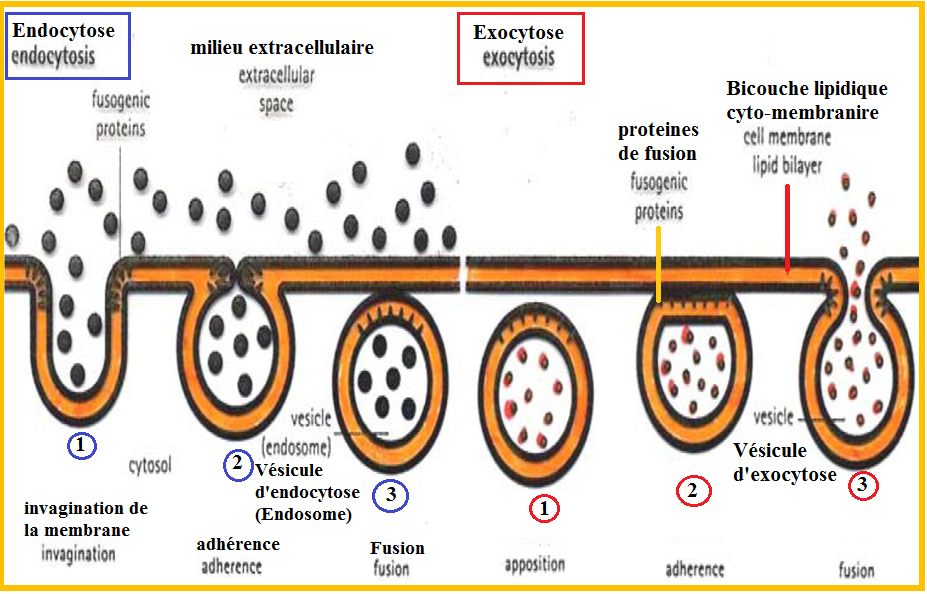 Endocytose
endocytosis
fusogenic
proteins
milieu extracellulaire
extracellular
space
Exocytose
exocytosis
proteines
de fusion
fusogenic
proteins
Bicouche lipidique
cyto-membranire
cell membrane
lipid bilayer
1
cytosol
invagination de
la membrane
invagination
2
Vésicule
d'endocytose
(Endosome)
adhérence
adherence
vesicle
(endosome)
3
Fusion
fusion
1
apposition
2
adherence
vesicle
Vésicule
d'exocytose
3
fusion